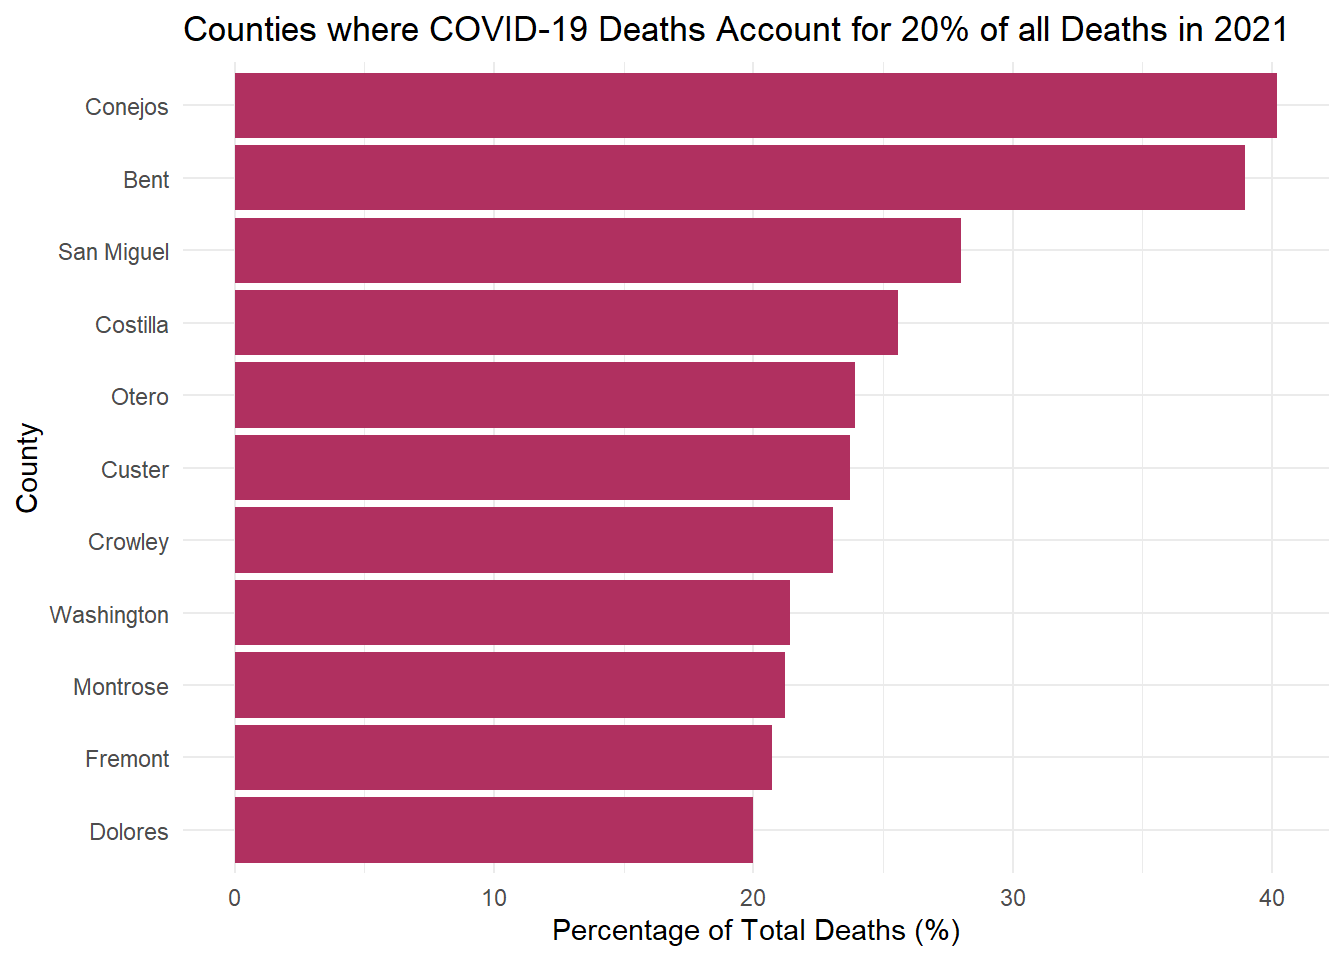 Counties where COVID-19 Deaths Account for 20% of all Deaths in 2021
County
Conejos
Bent
San Miguel
Costilla
Otero
Custer
Crowley
Washington
Montrose
Fremont
Dolores
0 10 20 30 40
Percentage of Total Deaths (%)